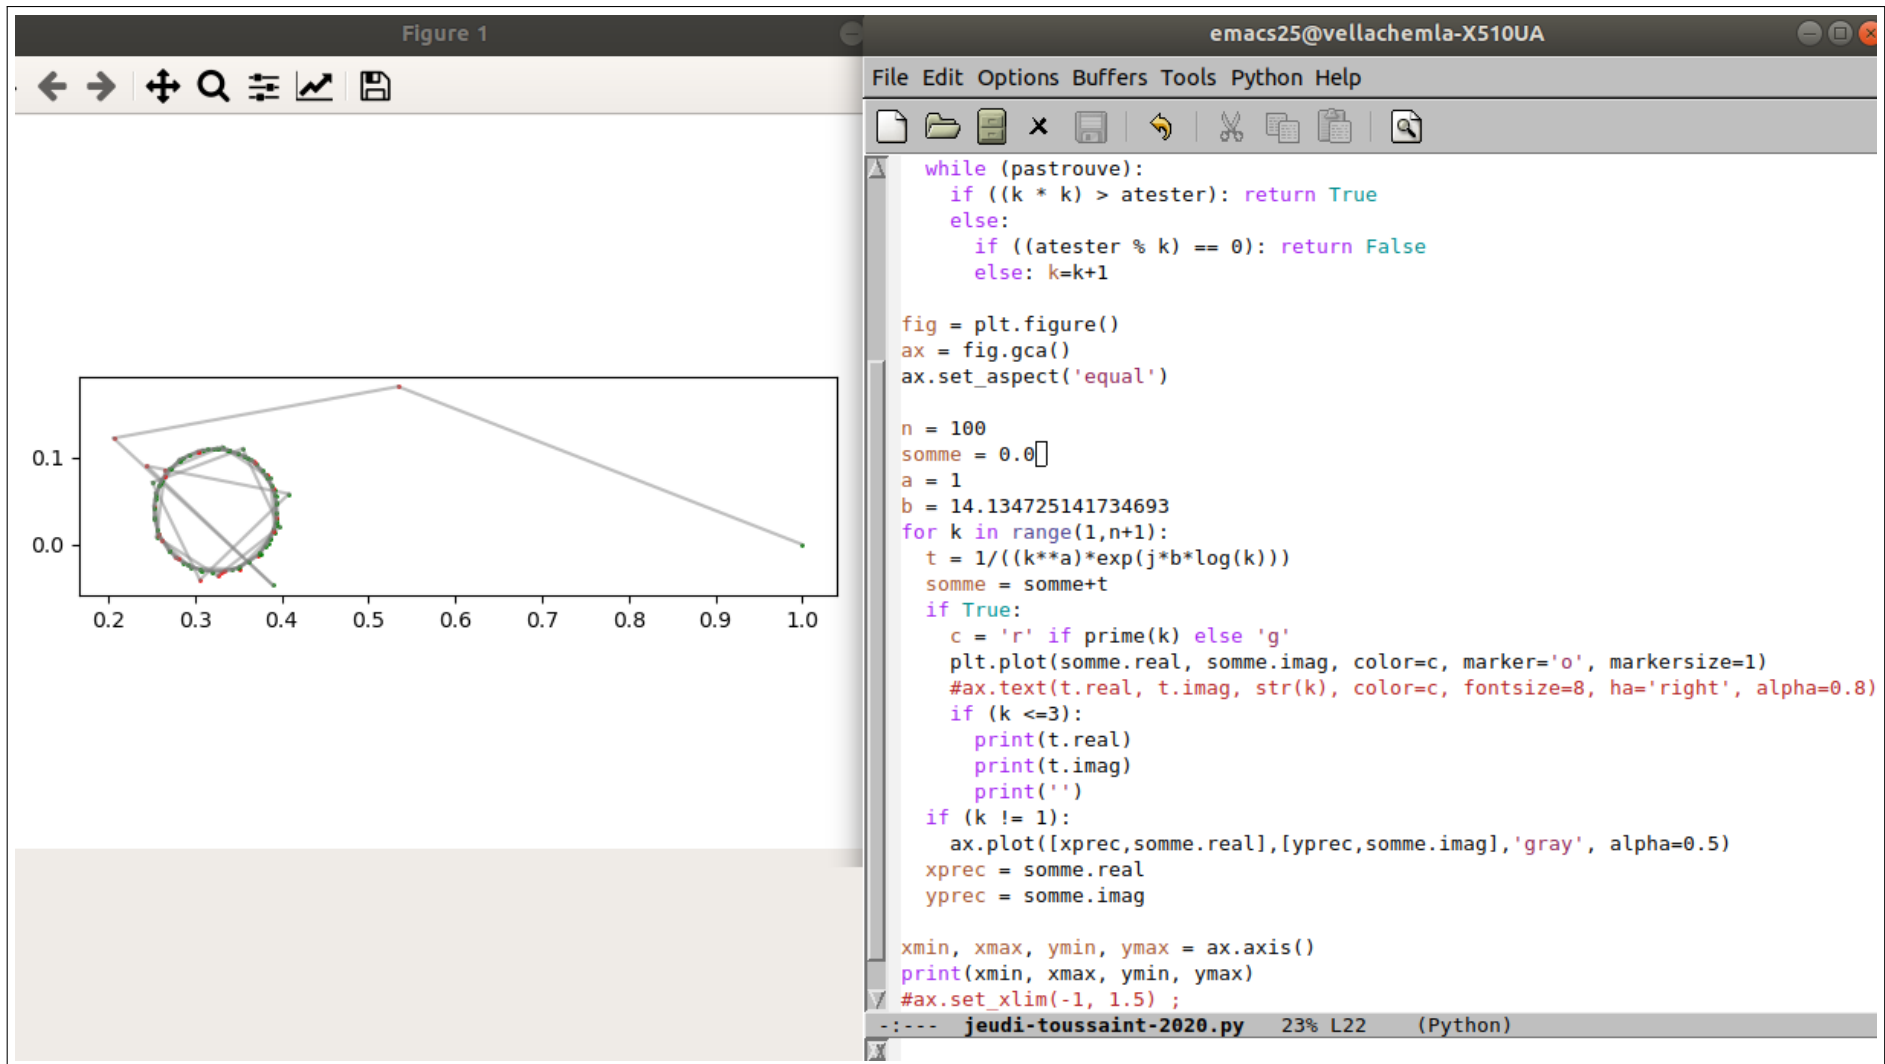 Figure 1
0.1
0.0
0.2 0.3 0.4 0.5 0.6 0.7 0.8 0.9 1.0
emacs25@vellachemla-X510UA
File Edit Options Buffers Tools Python Help
while (pastrouve):
if ((k * k) > atester): return True
else:
if ((atester % k) == 0): return False
else: k=k+1
fig = plt.figure()
ax = fig.gca()
ax.set_aspect('equal')
n = 100
somme = 0.0
a = 1
b = 14.134725141734693
for k in range(1,n+1):
t = 1/((k**a)*exp(j*b*log(k)))
somme = somme+t
if True:
c = 'r' if prime(k) else 'g'
plt.plot(somme.real, somme.imag, color=c, marker='o', markersize=1)
#ax.text(t.real, t.imag, str(k), color=c, fontsize=8, ha='right', alpha=0.8)
if (k <=3):
print(t.real)
print(t.imag)
print('')
if (k != 1):
ax.plot([xprec,somme.real],[yprec,somme.imag],'gray', alpha=0.5)
xprec = somme.real
yprec = somme.imag
xmin, xmax, ymin, ymax = ax.axis()
print(xmin, xmax, ymin, ymax)
#ax.set_xlim(-1, 1.5) ;
-:--- jeudi-toussaint-2020.py 23% L22 (Python)